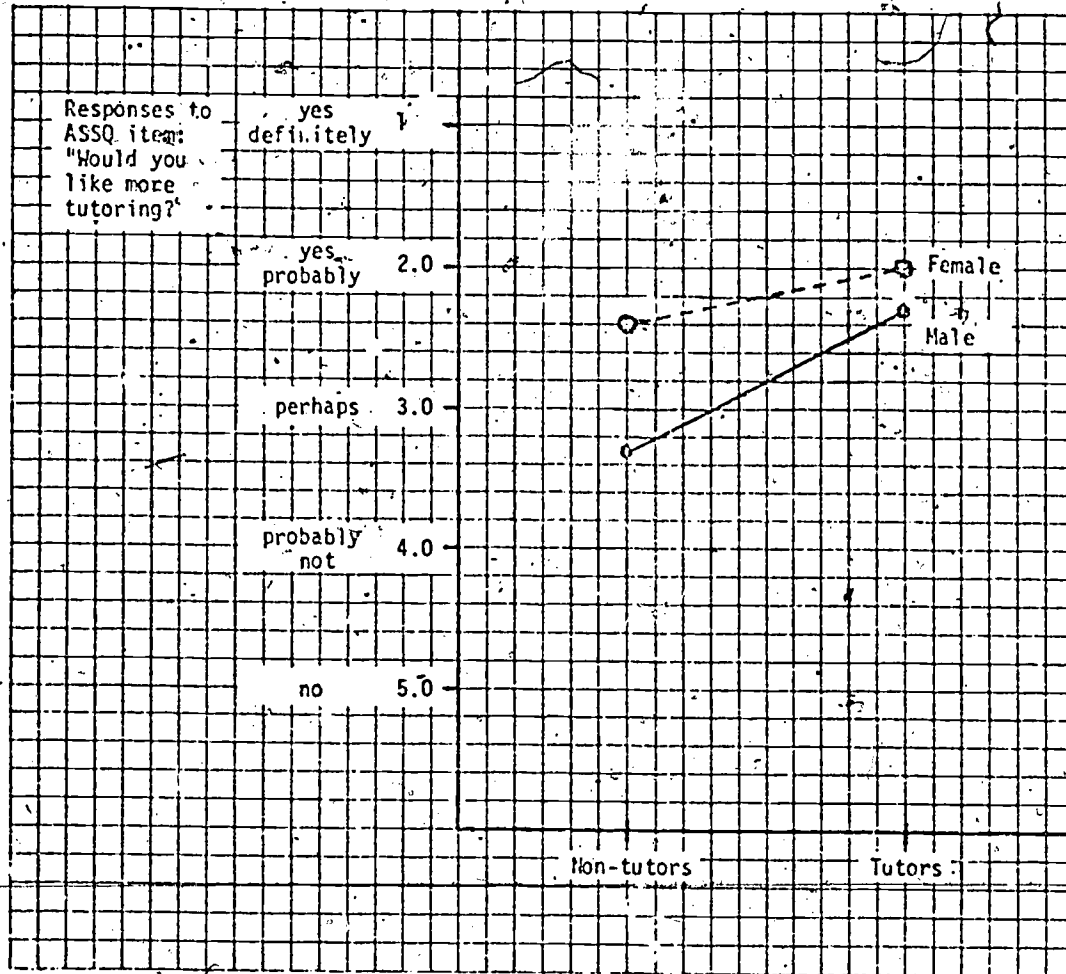 Responses to
ASSQ item:
"Would you
like more
tutoring?"
yes
definitely 1
yes
probably 2.0
perhaps 3.0
probably
not 4.0
no 5.0
Female
Male
Non-tutors Tutors